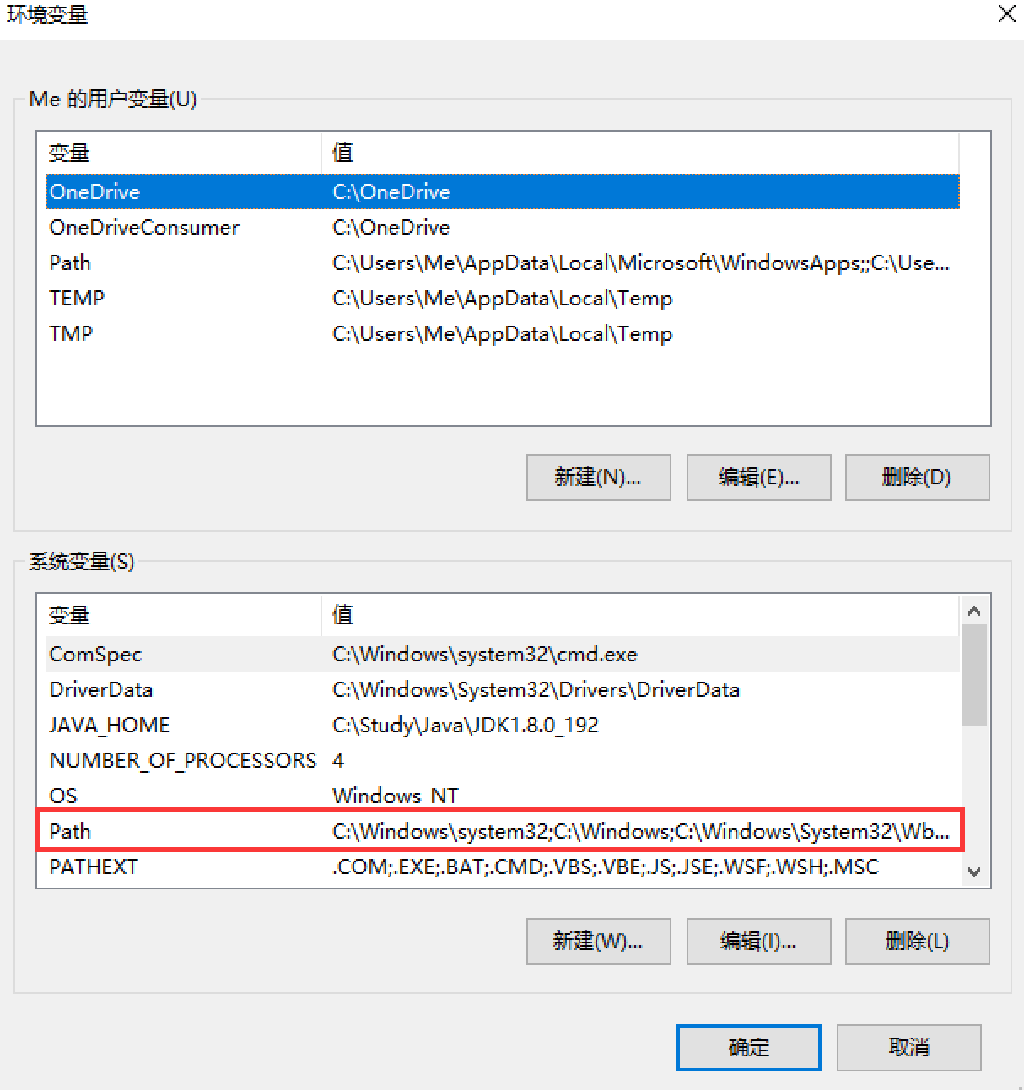 环境变量
Me 的用户变量(U)
变量 值
OneDrive C:\OneDrive
OneDriveConsumer C:\OneDrive
Path C:\Users\Me\AppData\Local\Microsoft\WindowsApps;;C:\Use...
TEMP C:\Users\Me\AppData\Local\Temp
TMP C:\Users\Me\AppData\Local\Temp
新建(N)... 编辑(E)... 删除(D)
系统变量(S)
变量 值
ComSpec C:\Windows\system32\cmd.exe
DriverData C:\Windows\System32\Drivers\DriverData
JAVA_HOME C:\Study\Java\JDK1.8.0_192
NUMBER_OF_PROCESSORS 4
OS Windows_NT
Path C:\Windows\system32;C:\Windows;C:\Windows\System32\Wb...
PATHEXT .COM;.EXE;.BAT;.CMD;.VBS;.VBE;.JS;.JSE;.WSF;.WSH;.MSC
新建(W)... 编辑(I)... 删除(L)
确定 取消